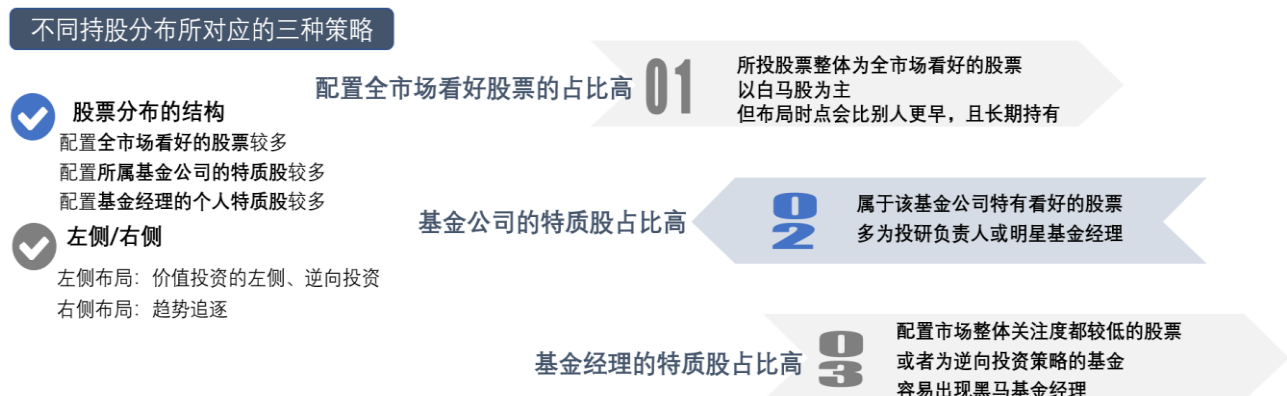 不同持股分布所对应的三种策略
股票分布的结构
配置全市场看好的股票较多
配置所属基金公司的特质股较多
配置基金经理的个人特质股较多
左侧/右侧
左侧布局：价值投资的左侧、逆向投资
右侧布局：趋势追逐
配置全市场看好股票的占比高
01
所投股票整体为全市场看好的股票
以白马股为主
但布局时点会比别人更早，且长期持有
基金公司的特质股占比高
02
属于该基金公司特有看好的股票
多为投研负责人或明星基金经理
基金经理的特质股占比高
03
配置市场整体关注度都较低的股票
或者为逆向投资策略的基金
容易出现黑马基金经理